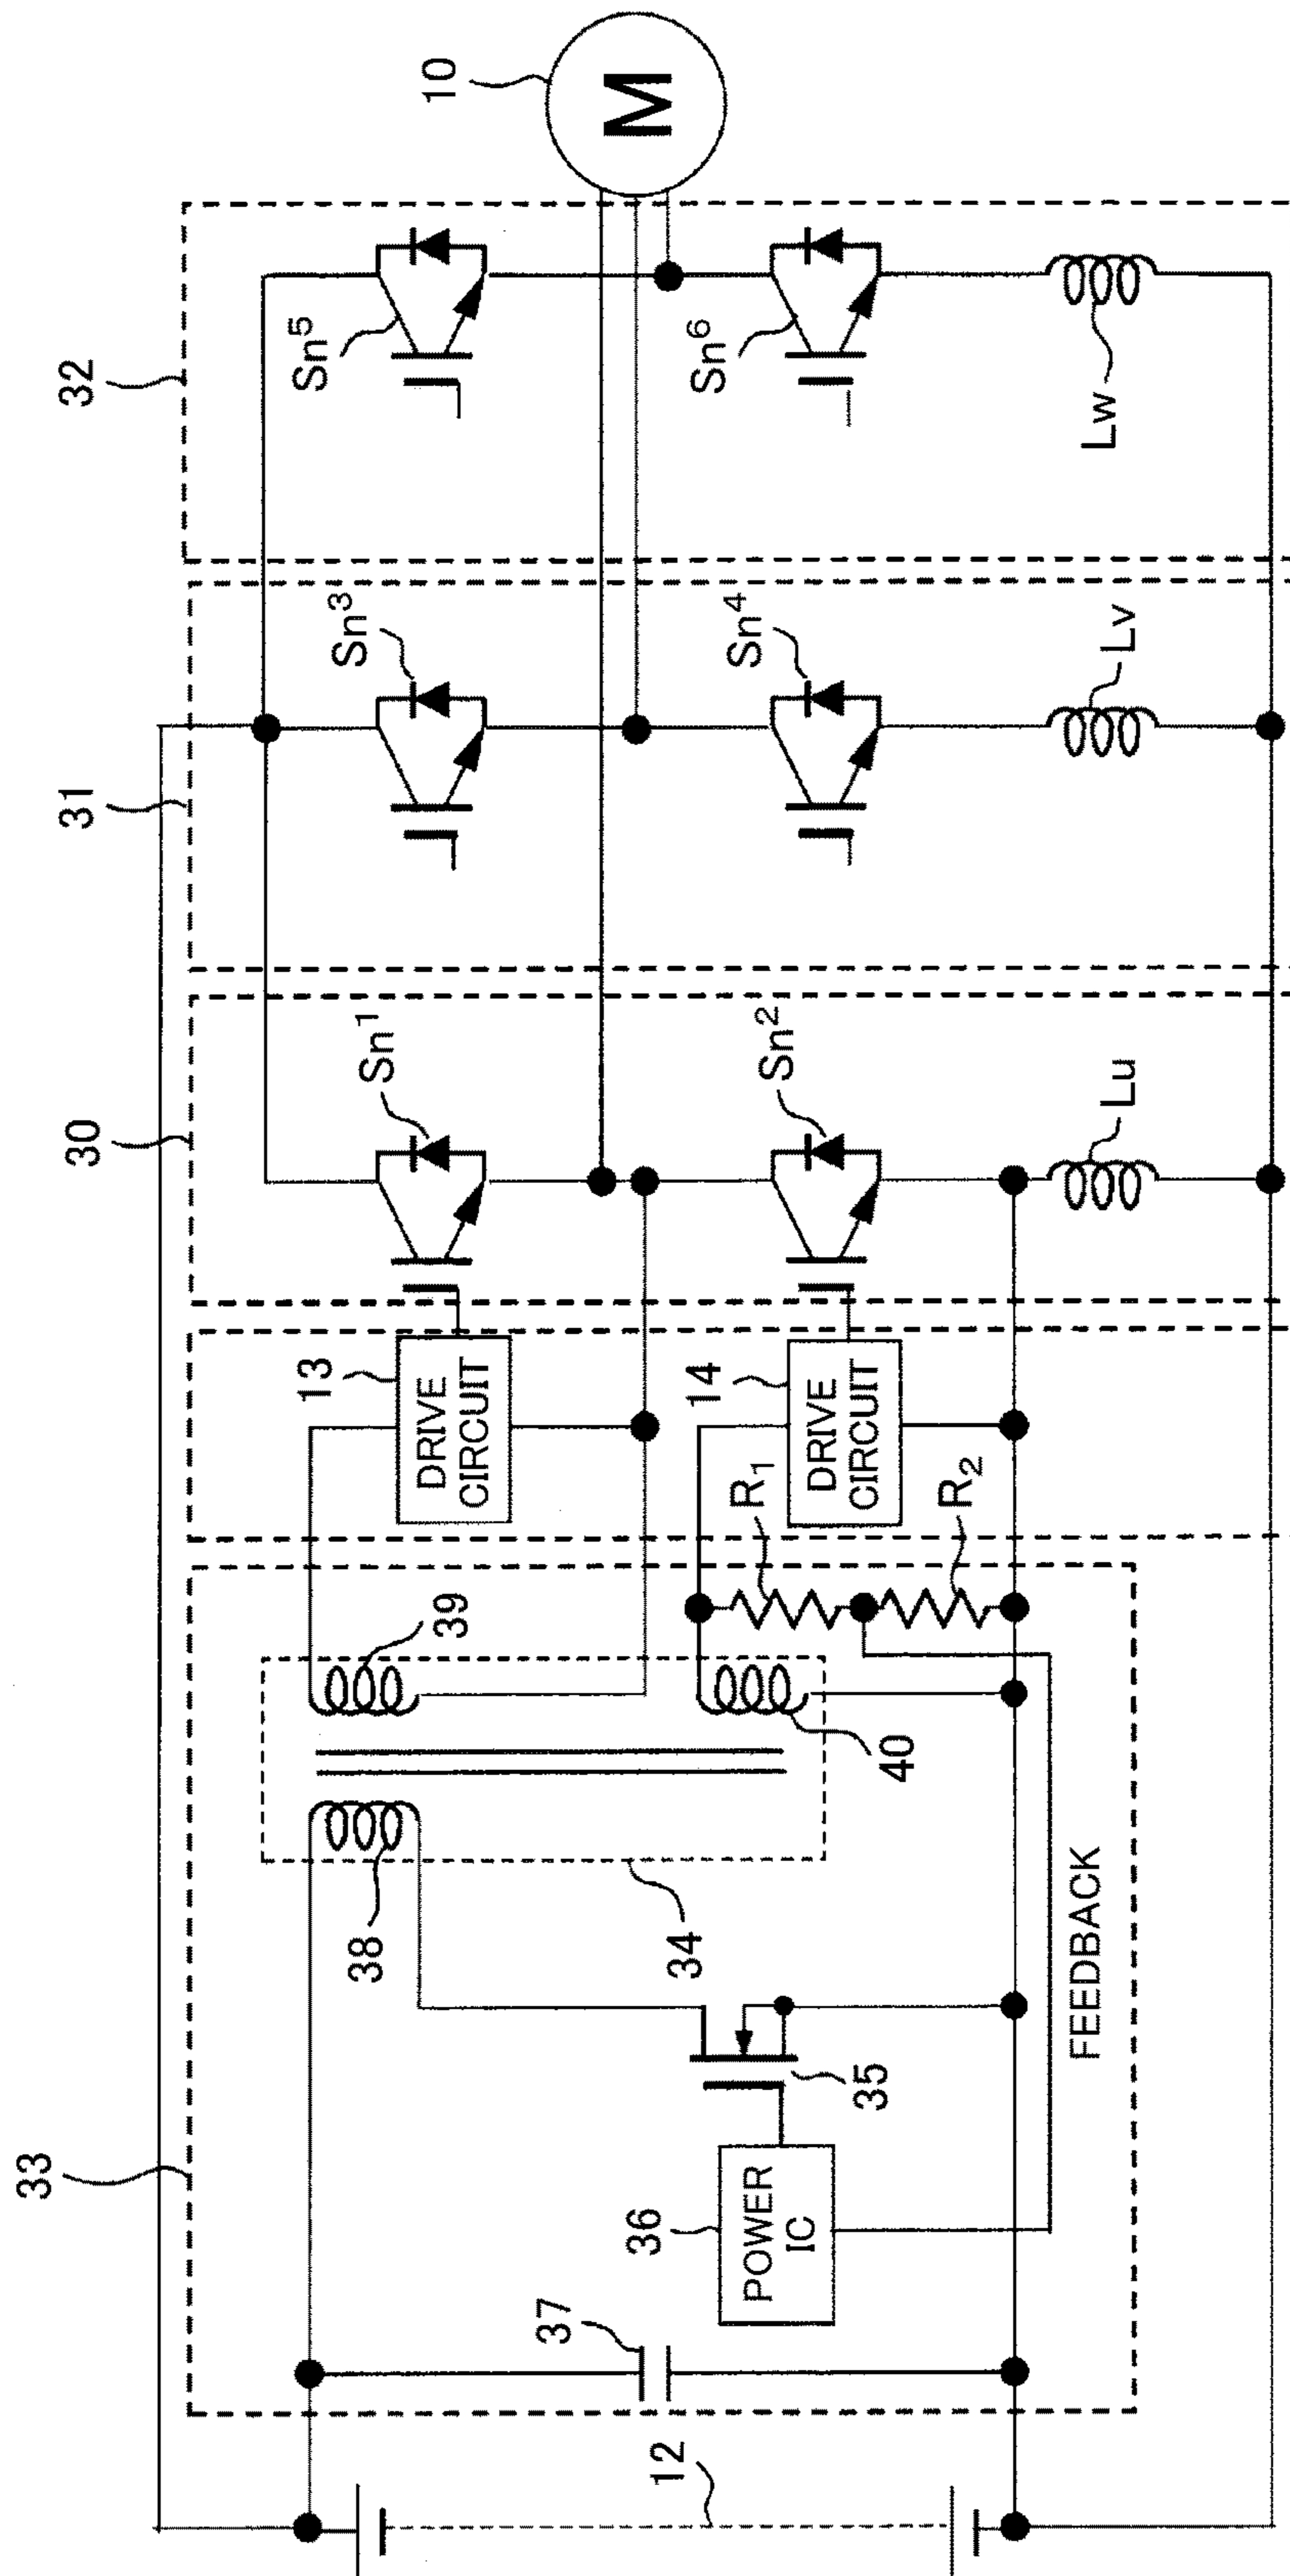 33
12
37
36
POWER
IC
35
38
34
FEEDBACK
39
40
R1
R2
13
DRIVE
CIRCUIT
14
DRIVE
CIRCUIT
30
Sn1
Sn2
Lu
31
Sn3
Sn4
Lv
32
Sn5
Sn6
Lw
10
M